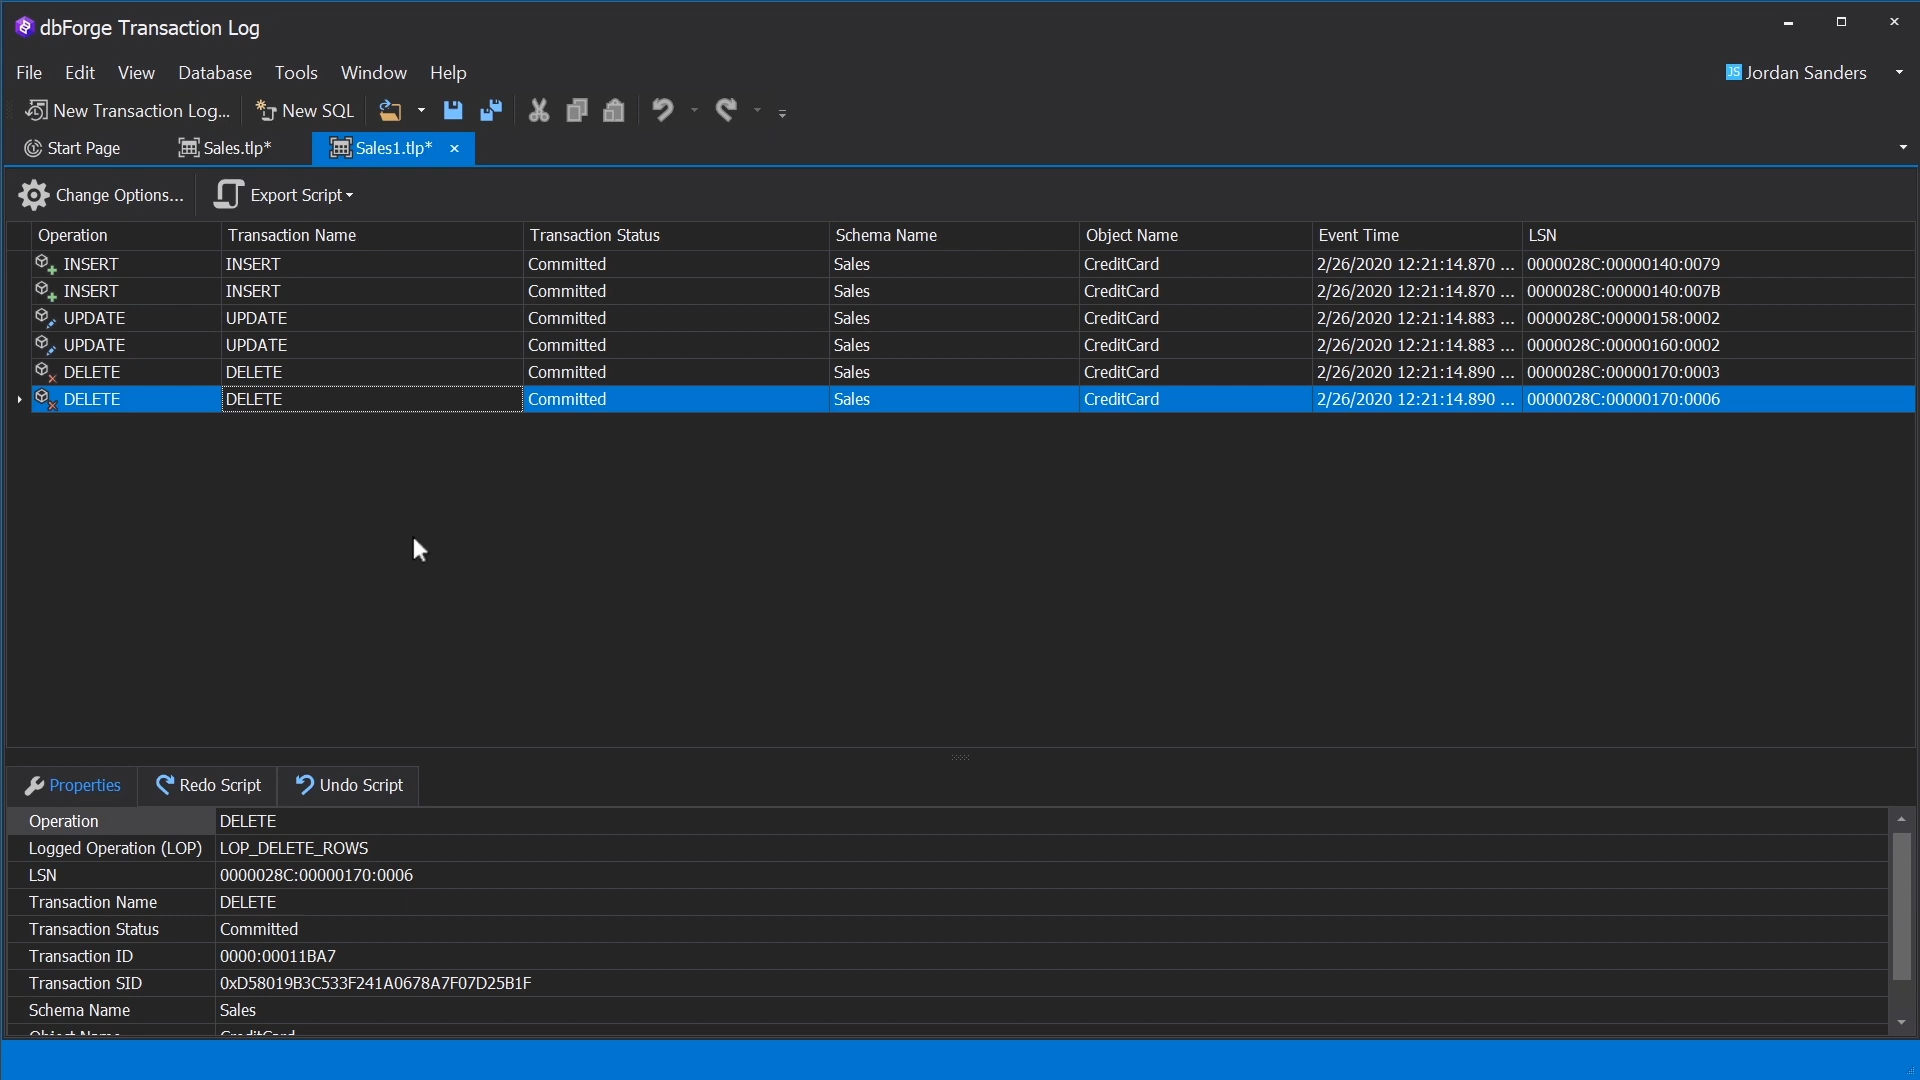 dbForge Transaction Log
File Edit View Database Tools Window Help
JS Jordan Sanders
New Transaction Log... New SQL
Start Page Sales.tlp* Sales1.tlp*
Change Options... Export Script
Operation Transaction Name Transaction Status Schema Name Object Name Event Time LSN
INSERT INSERT Committed Sales CreditCard 2/26/2020 12:21:14.870 ... 0000028C:00000140:0079
INSERT INSERT Committed Sales CreditCard 2/26/2020 12:21:14.870 ... 0000028C:00000140:007B
UPDATE UPDATE Committed Sales CreditCard 2/26/2020 12:21:14.883 ... 0000028C:00000158:0002
UPDATE UPDATE Committed Sales CreditCard 2/26/2020 12:21:14.883 ... 0000028C:00000160:0002
DELETE DELETE Committed Sales CreditCard 2/26/2020 12:21:14.890 ... 0000028C:00000170:0003
DELETE DELETE Committed Sales CreditCard 2/26/2020 12:21:14.890 ... 0000028C:00000170:0006
Properties Redo Script Undo Script
Operation DELETE
Logged Operation (LOP) LOP_DELETE_ROWS
LSN 0000028C:00000170:0006
Transaction Name DELETE
Transaction Status Committed
Transaction ID 0000:00011BA7
Transaction SID 0xD58019B3C533F241A0678A7F07D25B1F
Schema Name Sales
Object Name CreditCard